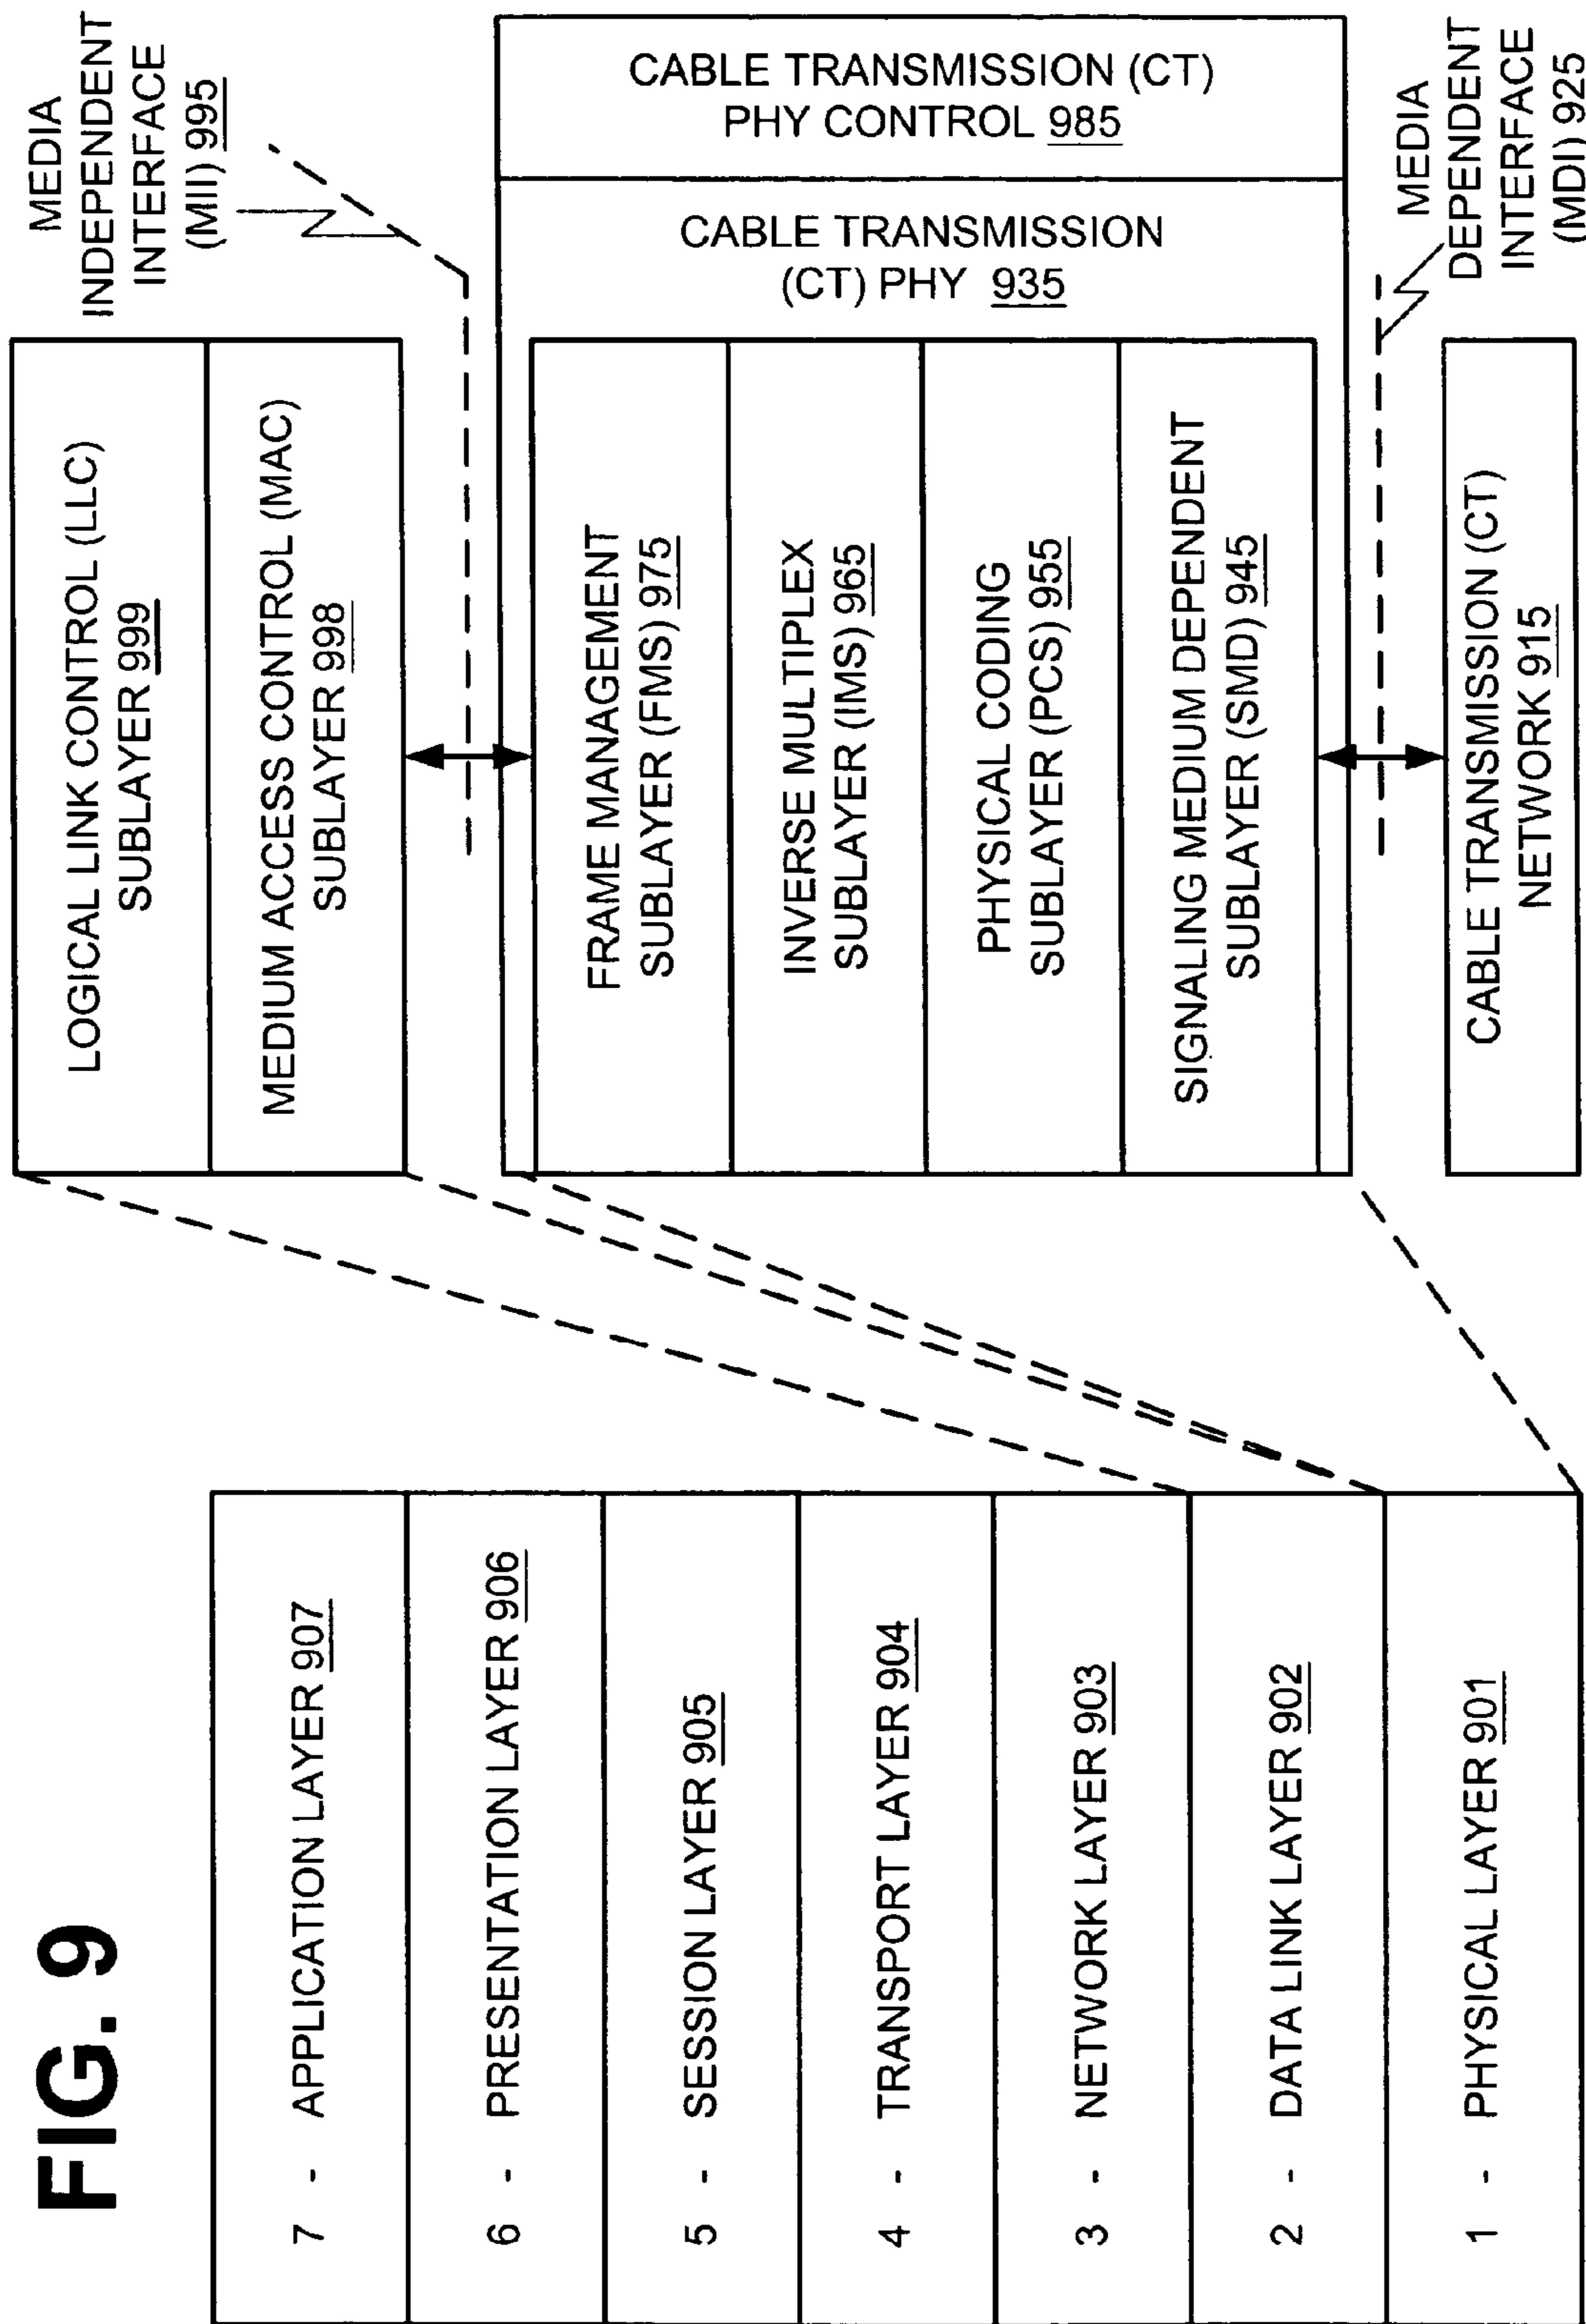 FIG. 9
7 - APPLICATION LAYER 907
6 - PRESENTATION LAYER 906
5 - SESSION LAYER 905
4 - TRANSPORT LAYER 904
3 - NETWORK LAYER 903
2 - DATA LINK LAYER 902
1 - PHYSICAL LAYER 901
LOGICAL LINK CONTROL (LLC)
SUBLAYER 999
MEDIUM ACCESS CONTROL (MAC)
SUBLAYER 998
MEDIA
INDEPENDENT
INTERFACE
(MII) 995
FRAME MANAGEMENT
SUBLAYER (FMS) 975
INVERSE MULTIPLEX
SUBLAYER (IMS) 965
PHYSICAL CODING
SUBLAYER (PCS) 955
SIGNALING MEDIUM DEPENDENT
SUBLAYER (SMD) 945
CABLE TRANSMISSION
(CT) PHY 935
CABLE TRANSMISSION (CT)
PHY CONTROL 985
MEDIA
DEPENDENT
INTERFACE
(MDI) 925
CABLE TRANSMISSION (CT)
NETWORK 915